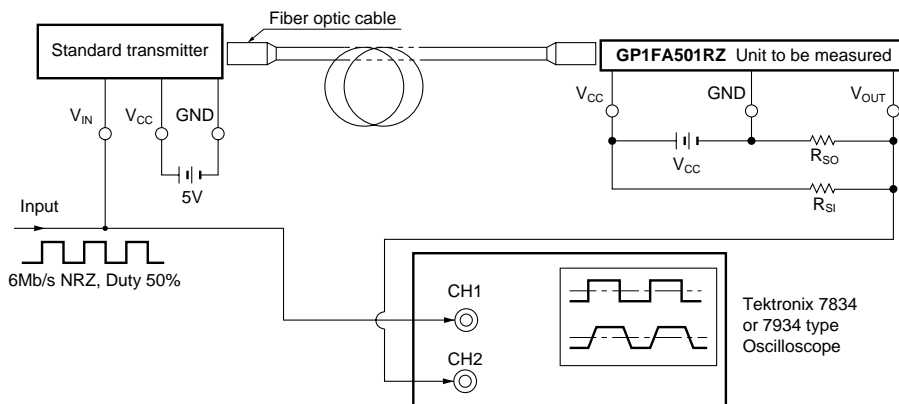 Fiber optic cable
Standard transmitter
GP1FA501RZ Unit to be measured
VIN
VCC
GND
5V
VCC
GND
VOUT
VCC
RSO
RSI
Input
6Mb/s NRZ, Duty 50%
CH1
CH2
Tektronix 7834
or 7934 type
Oscilloscope